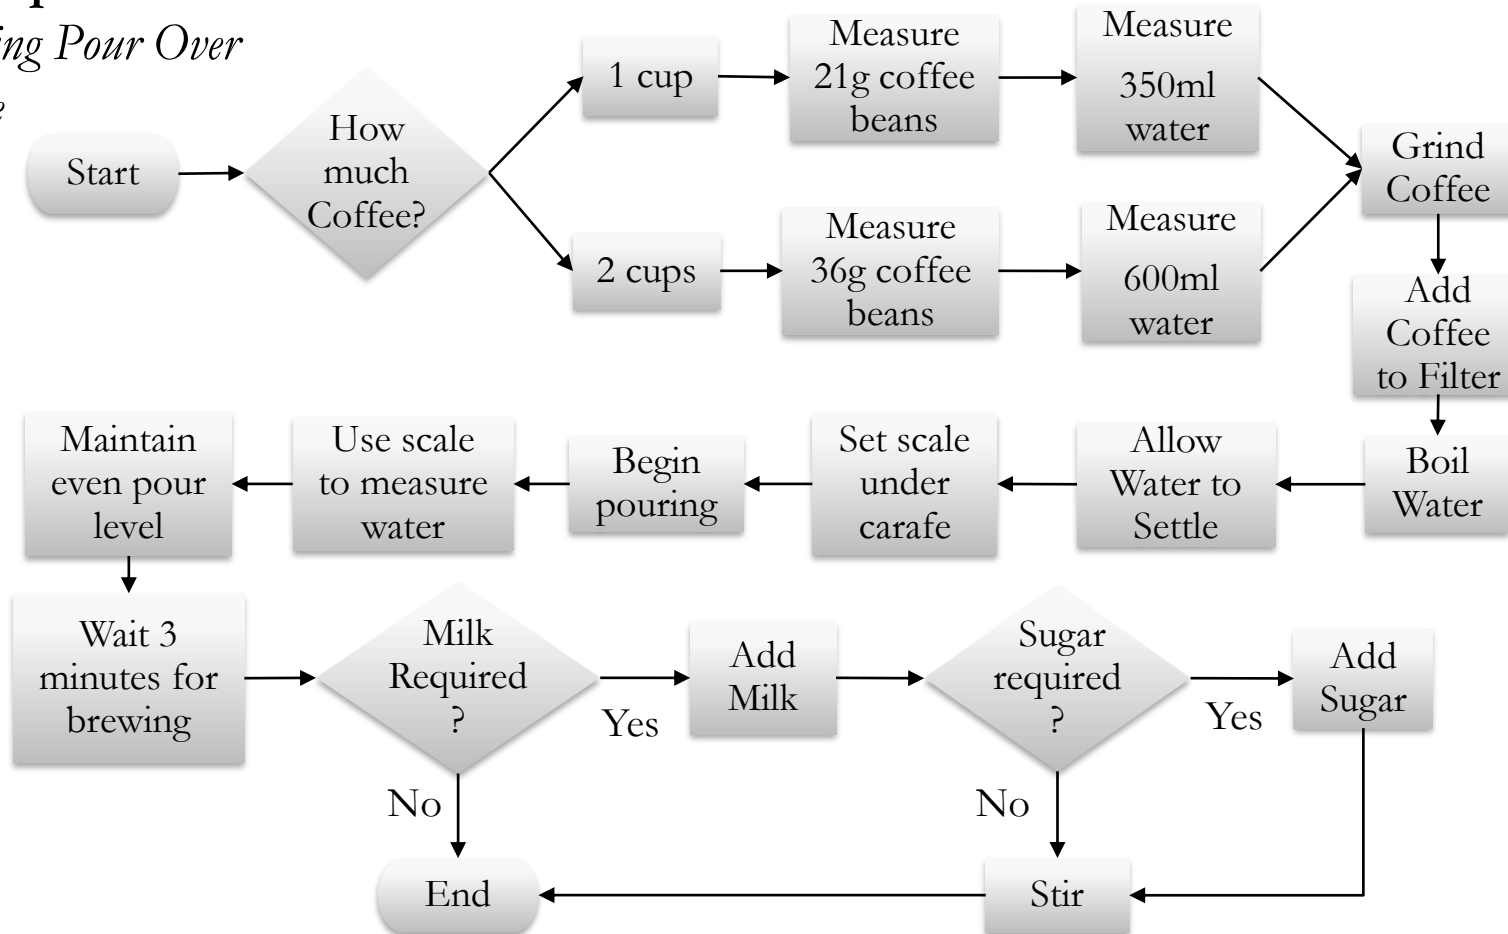 ing Pour Over
Start
How
much
Coffee?
1 cup
Measure
21g coffee
beans
Measure
350ml
water
2 cups
Measure
36g coffee
beans
Measure
600ml
water
Grind
Coffee
Add
Coffee
to Filter
Boil
Water
Allow
Water to
Settle
Set scale
under
carafe
Begin
pouring
Use scale
to measure
water
Maintain
even pour
level
Wait 3
minutes for
brewing
Milk
Required
?
Yes
No
Add
Milk
Sugar
required
?
Yes
No
Add
Sugar
Stir
End